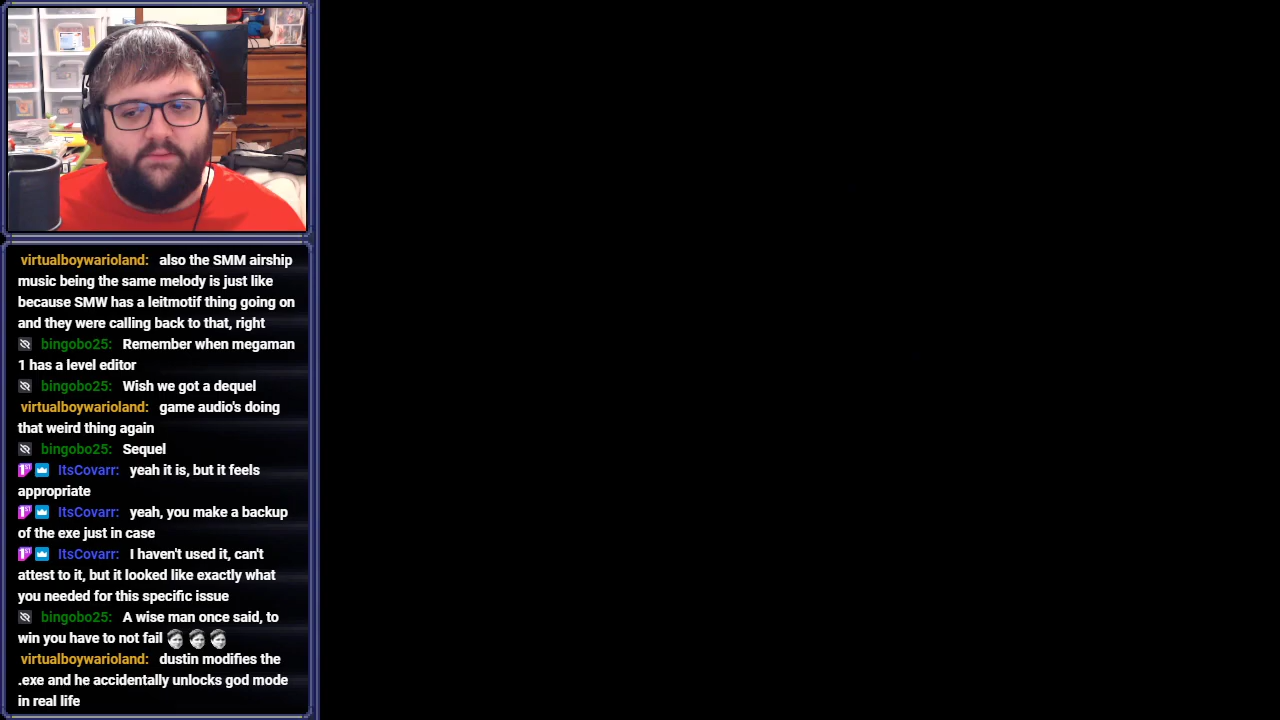 virtualboywarioland: also the SMM airship
music being the same melody is just like
because SMW has a leitmotif thing going on
and they were calling back to that, right
bingobo25: Remember when megaman
1 has a level editor
bingobo25: Wish we got a dequel
virtualboywarioland: game audio's doing
that weird thing again
bingobo25: Sequel
1ST ItsCovarr: yeah it is, but it feels
appropriate
1ST ItsCovarr: yeah, you make a backup
of the exe just in case
1ST ItsCovarr: I haven't used it, can't
attest to it, but it looked like exactly what
you needed for this specific issue
bingobo25: A wise man once said, to
win you have to not fail
virtualboywarioland: dustin modifies the
.exe and he accidentally unlocks god mode
in real life